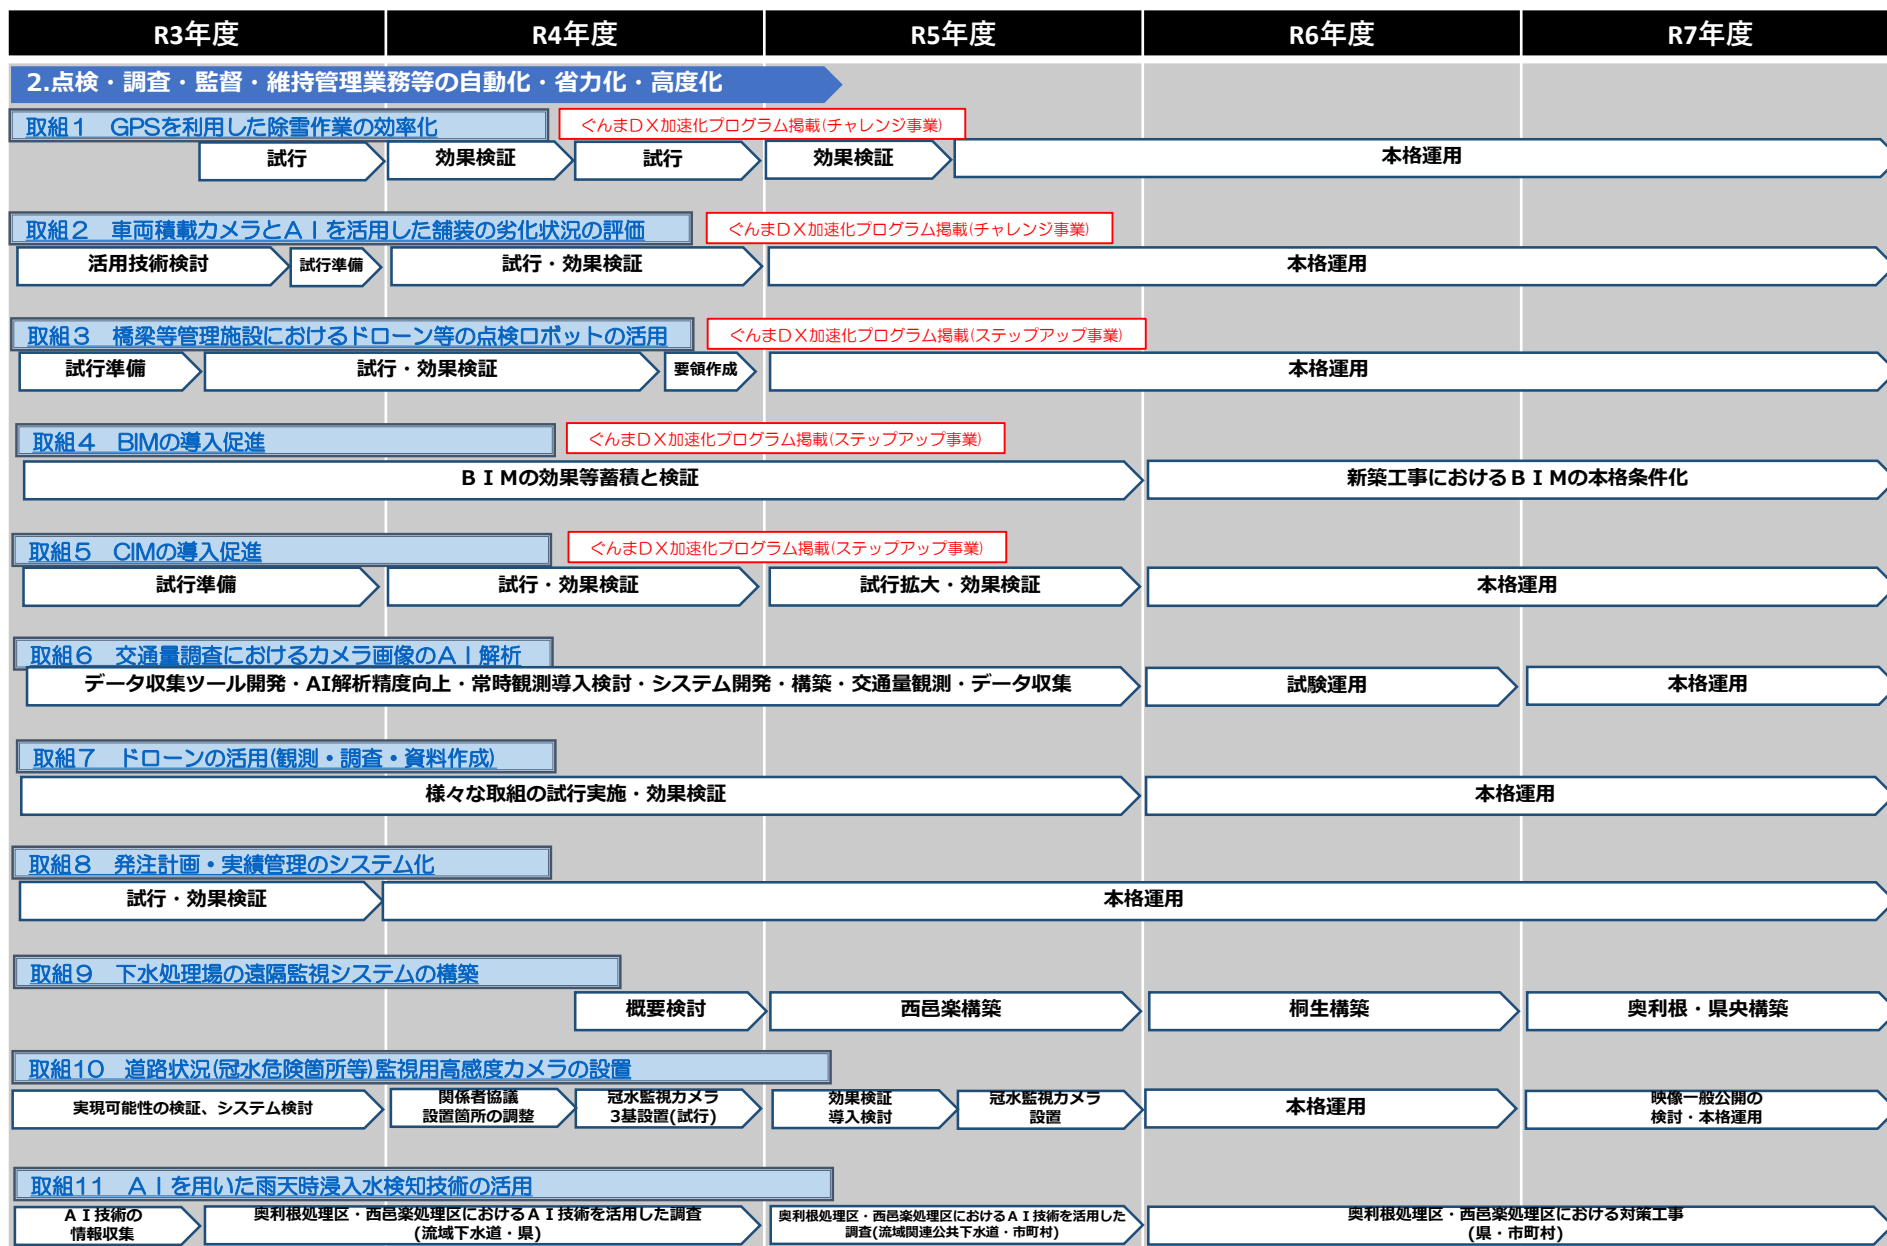 R3年度 R4年度 R5年度 R6年度 R7年度
2.点検・調査・監督・維持管理業務等の自動化・省力化・高度化
取組1 GPSを利用した除雪作業の効率化 ぐんまDX加速化プログラム掲載(チャレンジ事業)
試行 効果検証 試行 効果検証 本格運用
取組2 車両積載カメラとAIを活用した舗装の劣化状況の評価 ぐんまDX加速化プログラム掲載(チャレンジ事業)
活用技術検討 試行準備 試行・効果検証 本格運用
取組3 橋梁等管理施設におけるドローン等の点検ロボットの活用 ぐんまDX加速化プログラム掲載(ステップアップ事業)
試行準備 試行・効果検証 要領作成 本格運用
取組4 BIMの導入促進 ぐんまDX加速化プログラム掲載(ステップアップ事業)
BIMの効果等蓄積と検証 新築工事におけるBIMの本格条件化
取組5 CIMの導入促進 ぐんまDX加速化プログラム掲載(ステップアップ事業)
試行準備 試行・効果検証 試行拡大・効果検証 本格運用
取組6 交通量調査におけるカメラ画像のAI解析
データ収集ツール開発・AI解析精度向上・常時観測導入検討・システム開発・構築・交通量観測・データ収集 試験運用 本格運用
取組7 ドローンの活用(観測・調査・資料作成)
様々な取組の試行実施・効果検証 本格運用
取組8 発注計画・実績管理のシステム化
試行・効果検証 本格運用
取組9 下水処理場の遠隔監視システムの構築
概要検討 西邑楽構築 桐生構築 奥利根・県央構築
取組10 道路状況(冠水危険箇所等)監視用高感度カメラの設置
実現可能性の検証、システム検討
関係者協議
設置箇所の調整
冠水監視カメラ
3基設置(試行)
効果検証
導入検討
冠水監視カメラ
設置
本格運用
映像一般公開の
検討・本格運用
取組11 AIを用いた雨天時浸入水検知技術の活用
AI技術の
情報収集
奥利根処理区・西邑楽処理区におけるAI技術を活用した調査
(流域下水道・県)
奥利根処理区・西邑楽処理区におけるAI技術を活用した
調査(流域関連公共下水道・市町村)
奥利根処理区・西邑楽処理区における対策工事
(県・市町村)